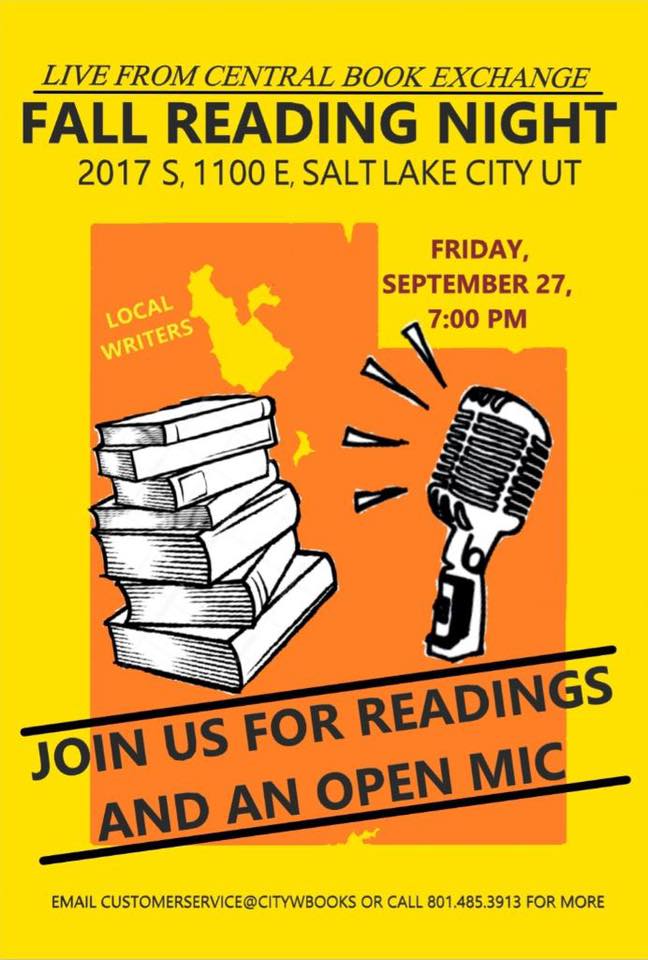 LIVE FROM CENTRAL BOOK EXCHANGE
FALL READING NIGHT
2017 S, 1100 E, SALT LAKE CITY UT
FRIDAY,
SEPTEMBER 27,
7:00 PM
LOCAL
WRITERS
JOIN US FOR READINGS
AND AN OPEN MIC
EMAIL CUSTOMERSERVICE@CITYWBOOKS OR CALL 801.485.3913 FOR MORE